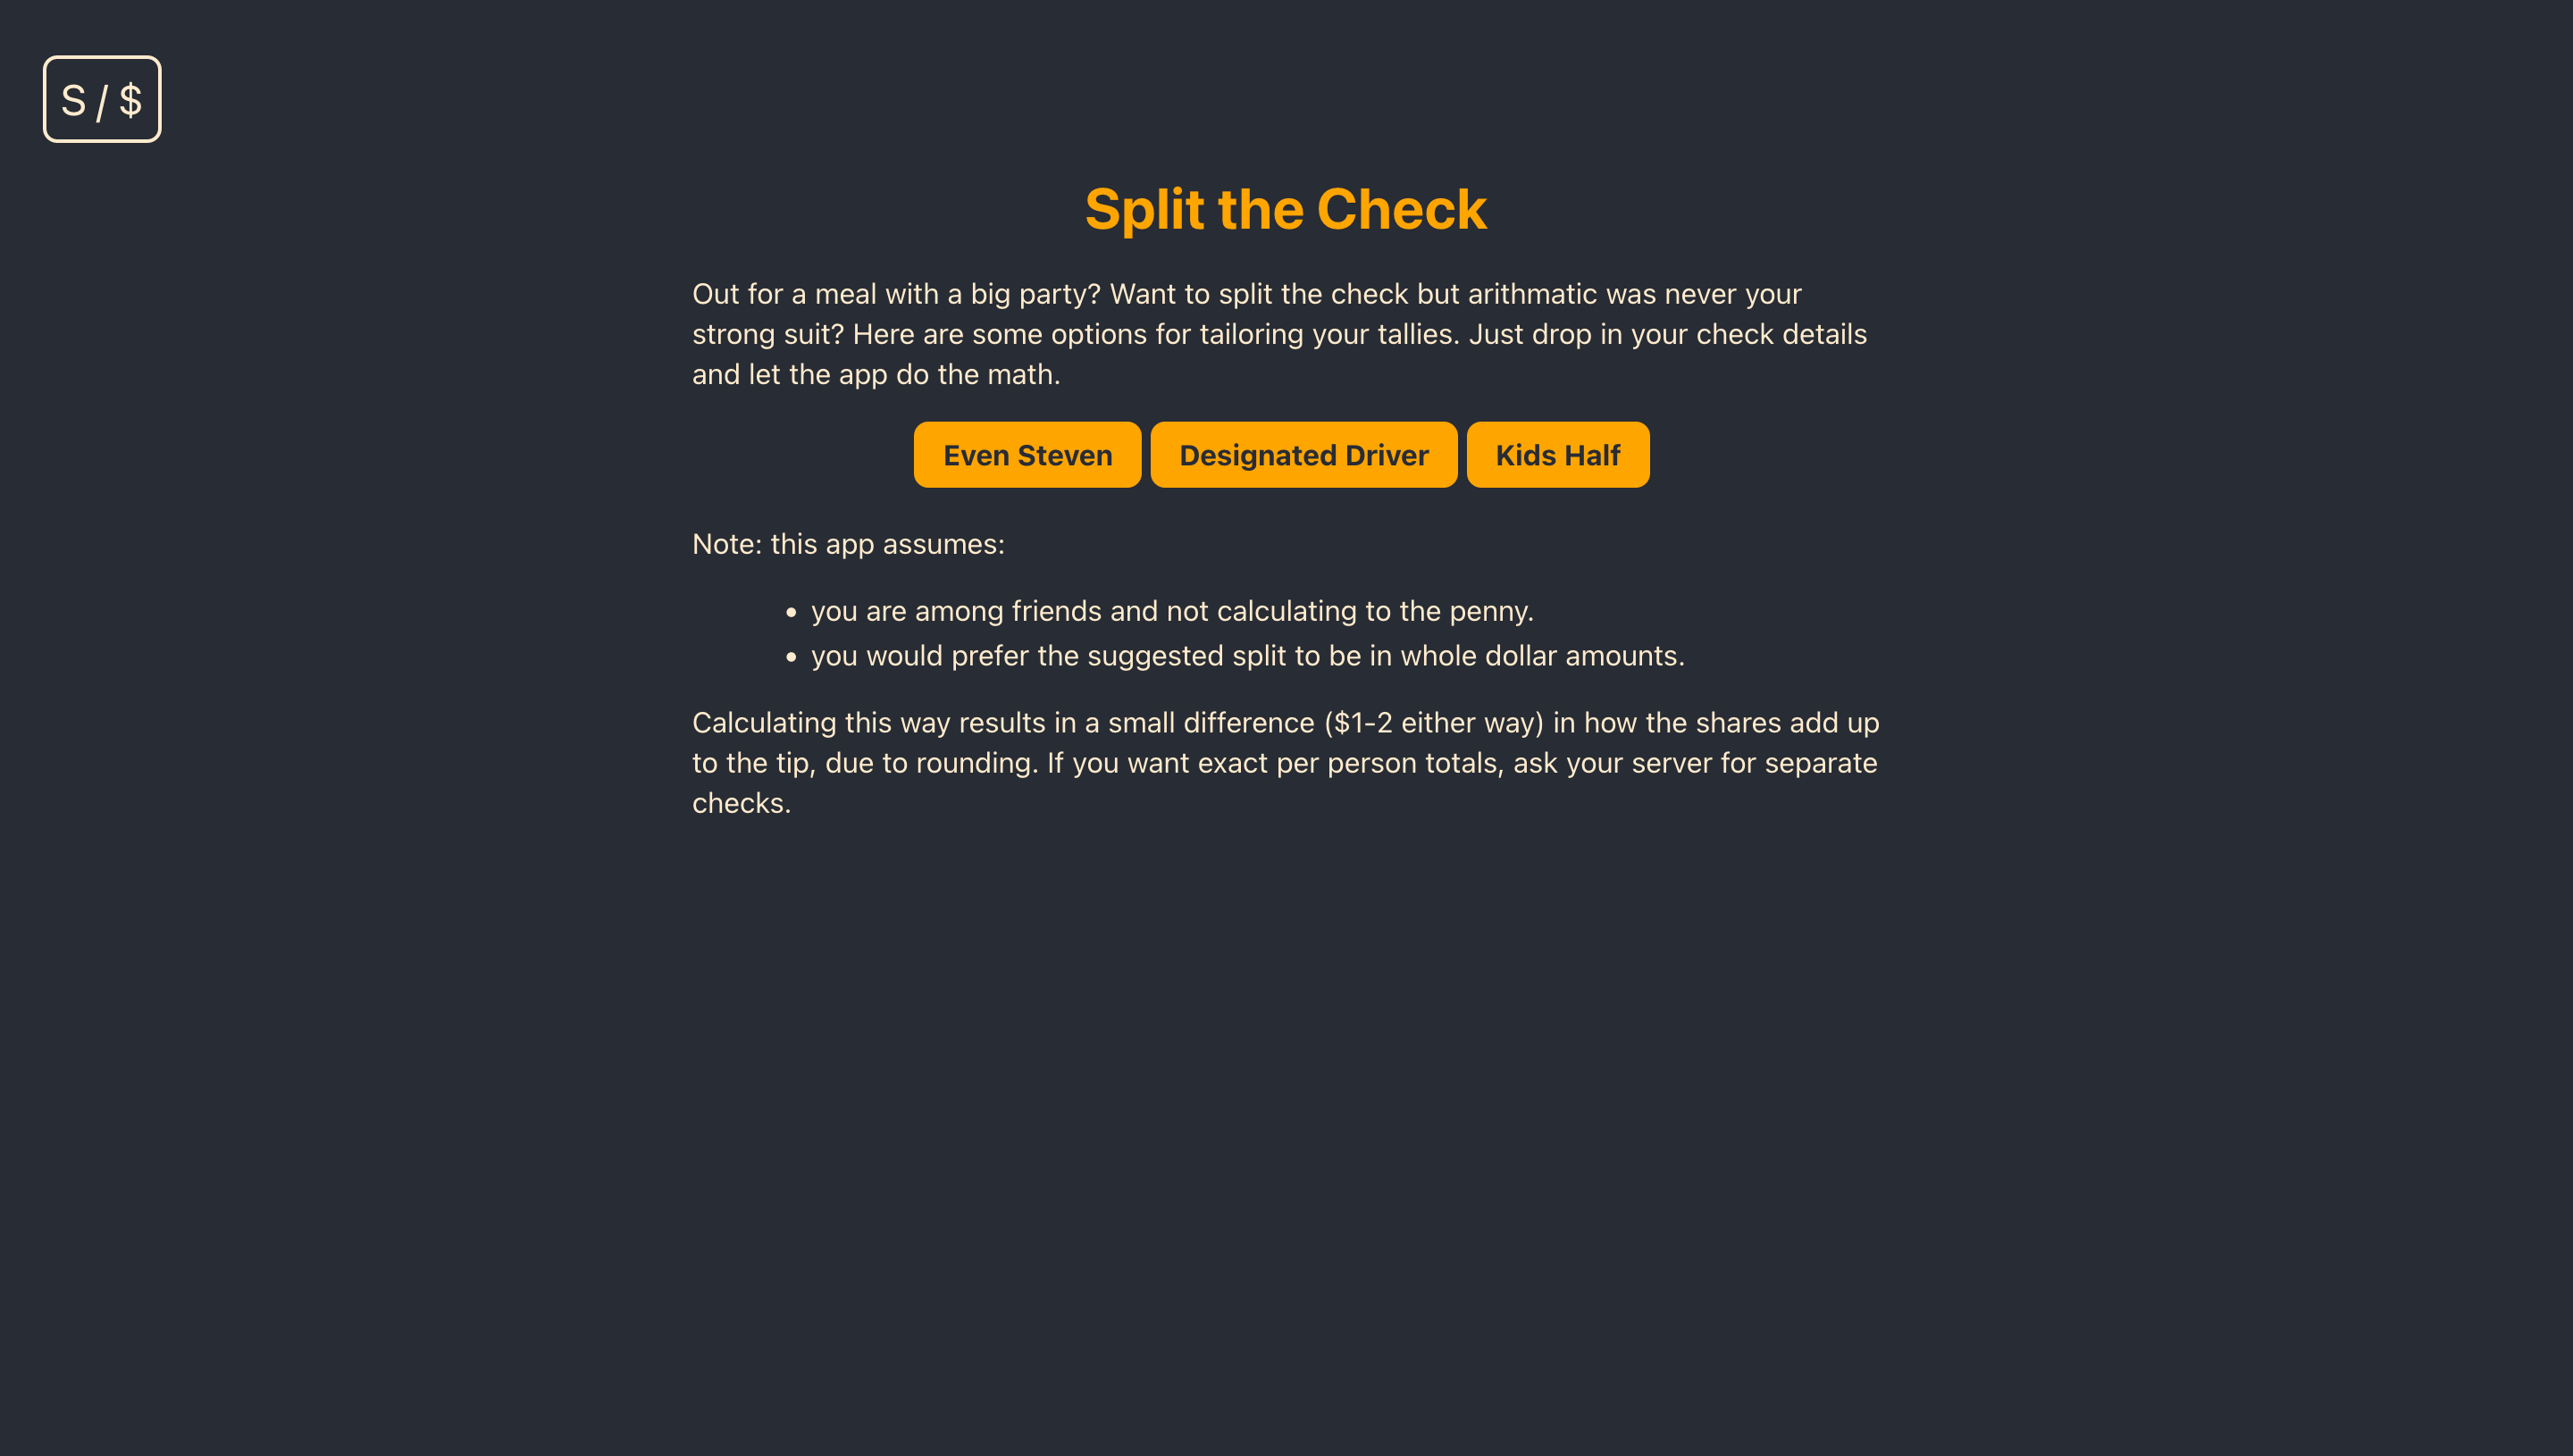 S / $
Split the Check
Out for a meal with a big party? Want to split the check but arithmatic was never your
strong suit? Here are some options for tailoring your tallies. Just drop in your check details
and let the app do the math.
Even Steven Designated Driver Kids Half
Note: this app assumes:
• you are among friends and not calculating to the penny.
• you would prefer the suggested split to be in whole dollar amounts.
Calculating this way results in a small difference ($1-2 either way) in how the shares add up
to the tip, due to rounding. If you want exact per person totals, ask your server for separate
checks.